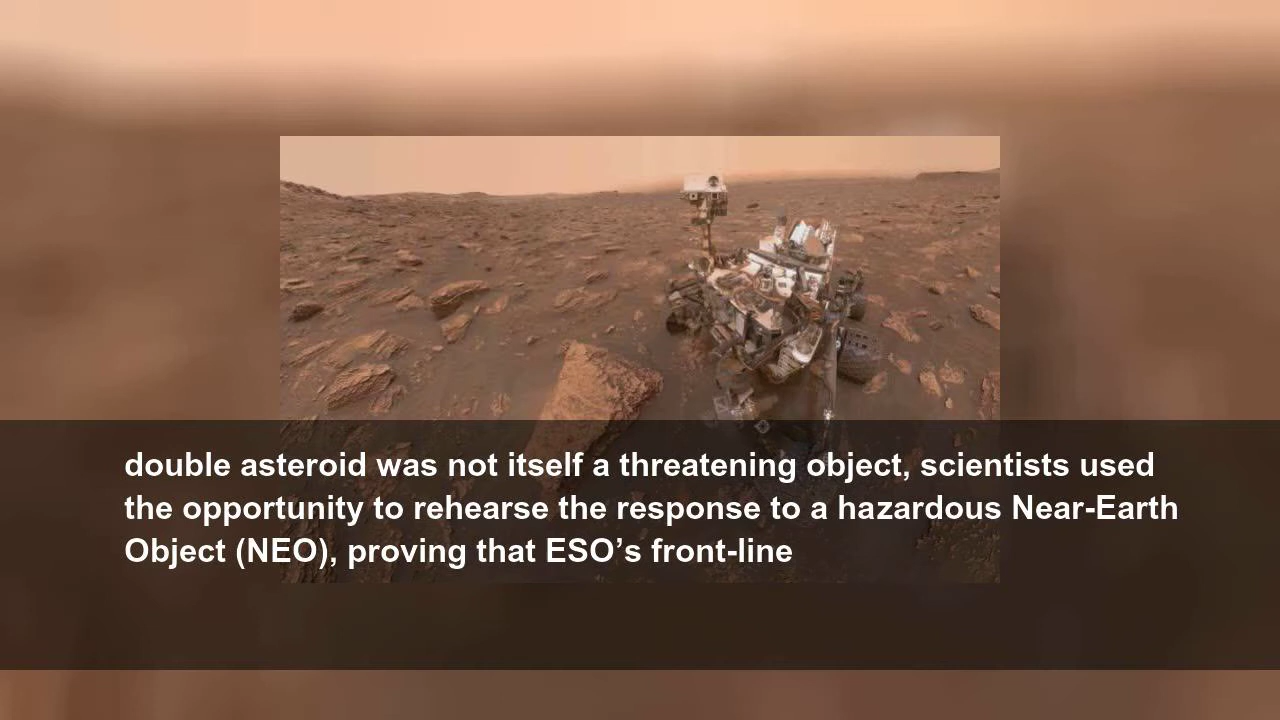 double asteroid was not itself a threatening object, scientists used
the opportunity to rehearse the response to a hazardous Near-Earth
Object (NEO), proving that ESO’s front-line